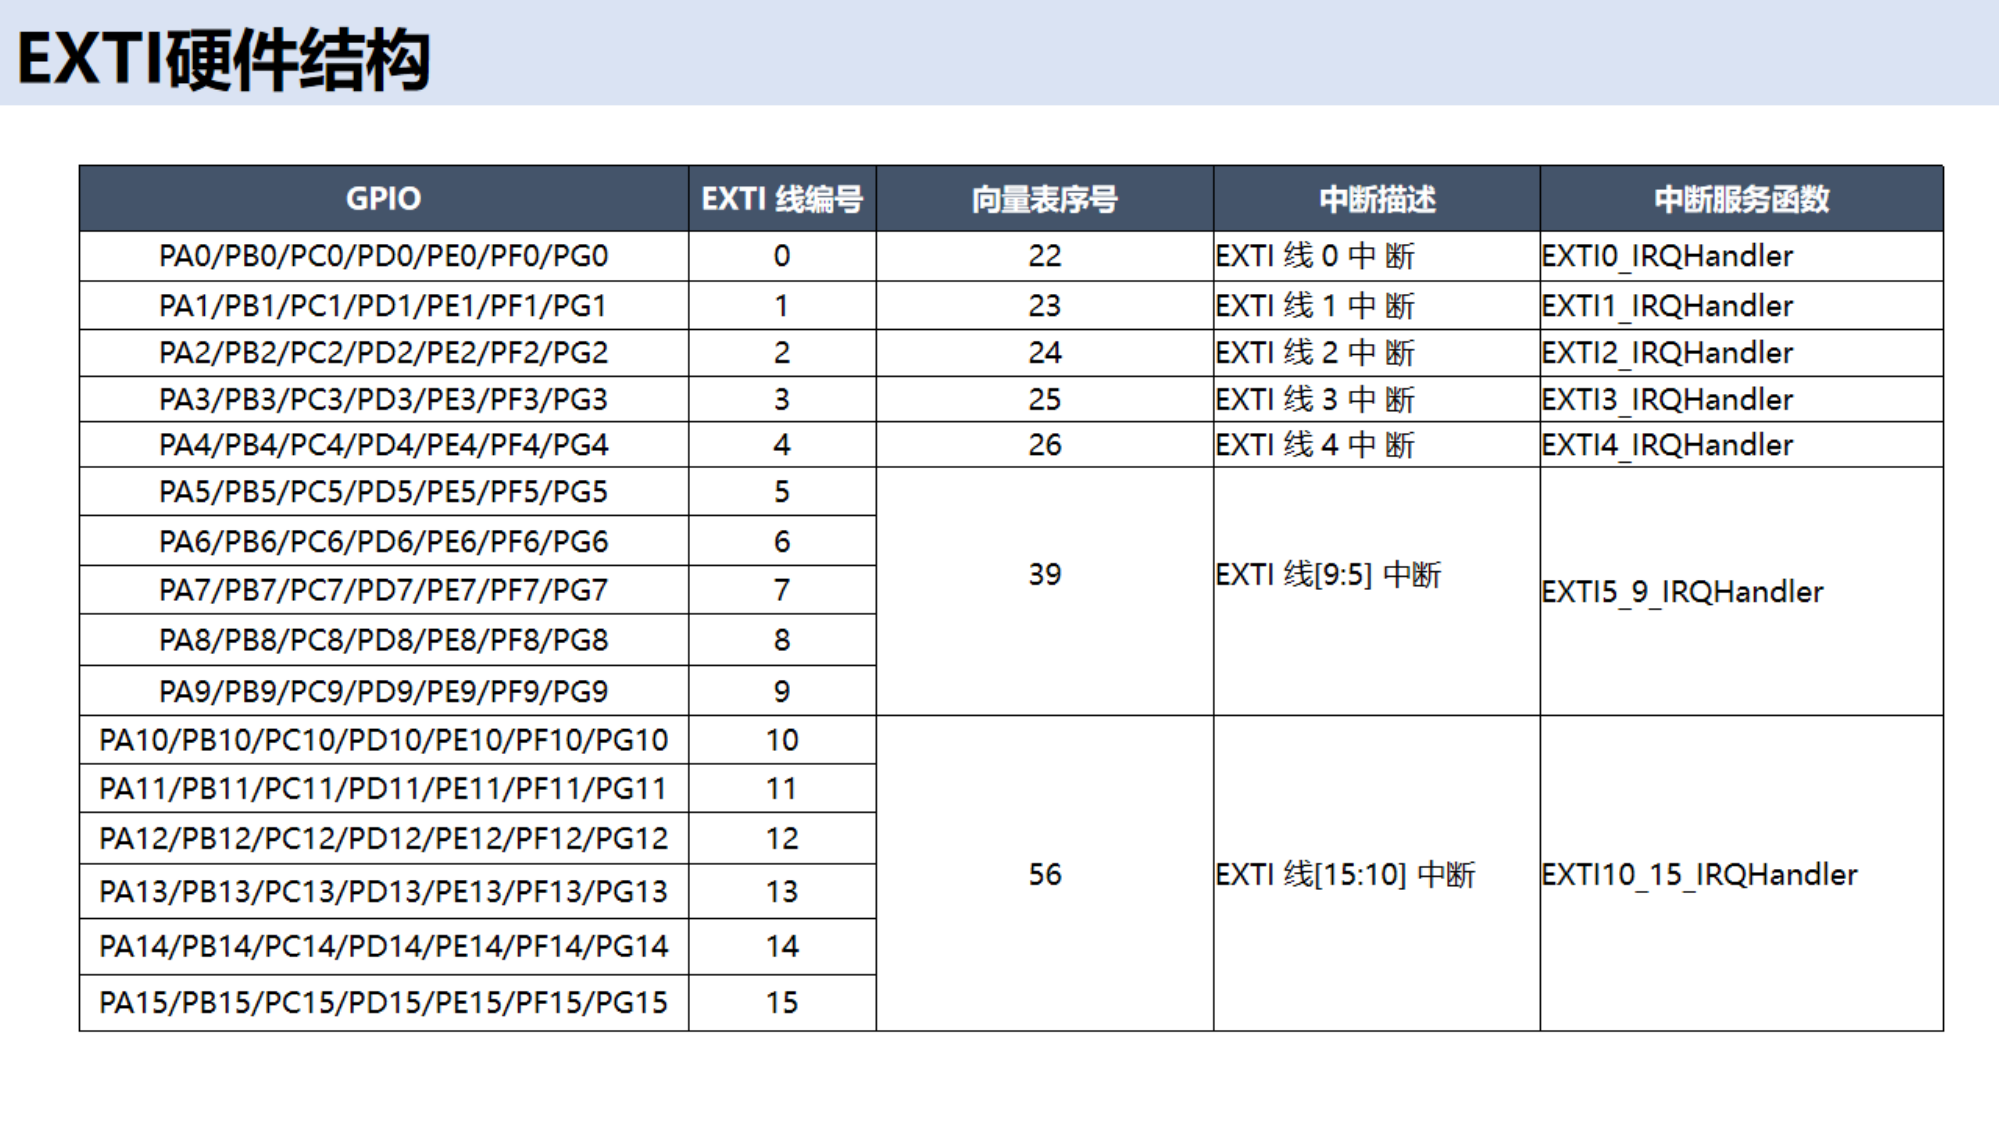 EXTI硬件结构
GPIO EXTI 线编号 向量表序号 中断描述 中断服务函数
PA0/PB0/PC0/PD0/PE0/PF0/PG0 0 22 EXTI 线 0 中 断 EXTI0_IRQHandler
PA1/PB1/PC1/PD1/PE1/PF1/PG1 1 23 EXTI 线 1 中 断 EXTI1_IRQHandler
PA2/PB2/PC2/PD2/PE2/PF2/PG2 2 24 EXTI 线 2 中 断 EXTI2_IRQHandler
PA3/PB3/PC3/PD3/PE3/PF3/PG3 3 25 EXTI 线 3 中 断 EXTI3_IRQHandler
PA4/PB4/PC4/PD4/PE4/PF4/PG4 4 26 EXTI 线 4 中 断 EXTI4_IRQHandler
PA5/PB5/PC5/PD5/PE5/PF5/PG5 5
PA6/PB6/PC6/PD6/PE6/PF6/PG6 6
PA7/PB7/PC7/PD7/PE7/PF7/PG7 7
PA8/PB8/PC8/PD8/PE8/PF8/PG8 8
PA9/PB9/PC9/PD9/PE9/PF9/PG9 9
39 EXTI 线[9:5] 中断 EXTI5_9_IRQHandler
PA10/PB10/PC10/PD10/PE10/PF10/PG10 10
PA11/PB11/PC11/PD11/PE11/PF11/PG11 11
PA12/PB12/PC12/PD12/PE12/PF12/PG12 12
PA13/PB13/PC13/PD13/PE13/PF13/PG13 13
PA14/PB14/PC14/PD14/PE14/PF14/PG14 14
PA15/PB15/PC15/PD15/PE15/PF15/PG15 15
56 EXTI 线[15:10] 中断 EXTI10_15_IRQHandler